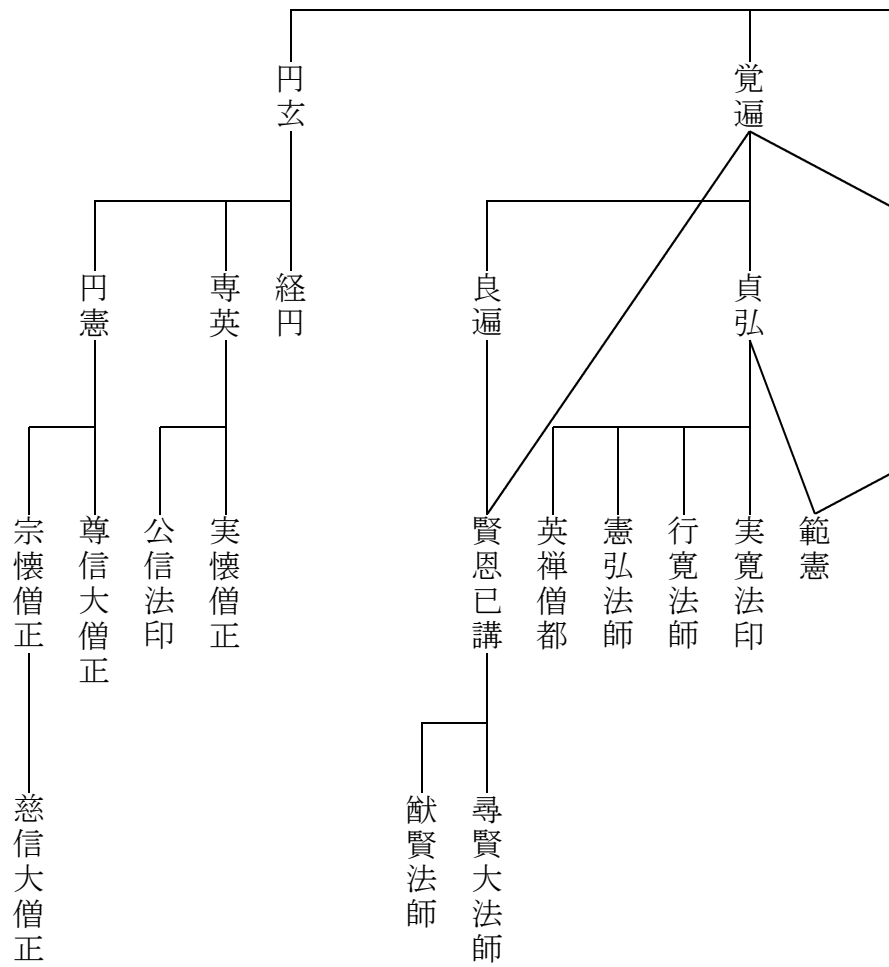 覚遍
円玄
範憲
貞弘
良遍
経円
専英
円憲
実寛法印
行寛法師
憲弘法師
英禅僧都
賢恩已講
実懐僧正
公信法印
尊信大僧正
宗懐僧正
尋賢大法師
猷賢法師
慈信大僧正